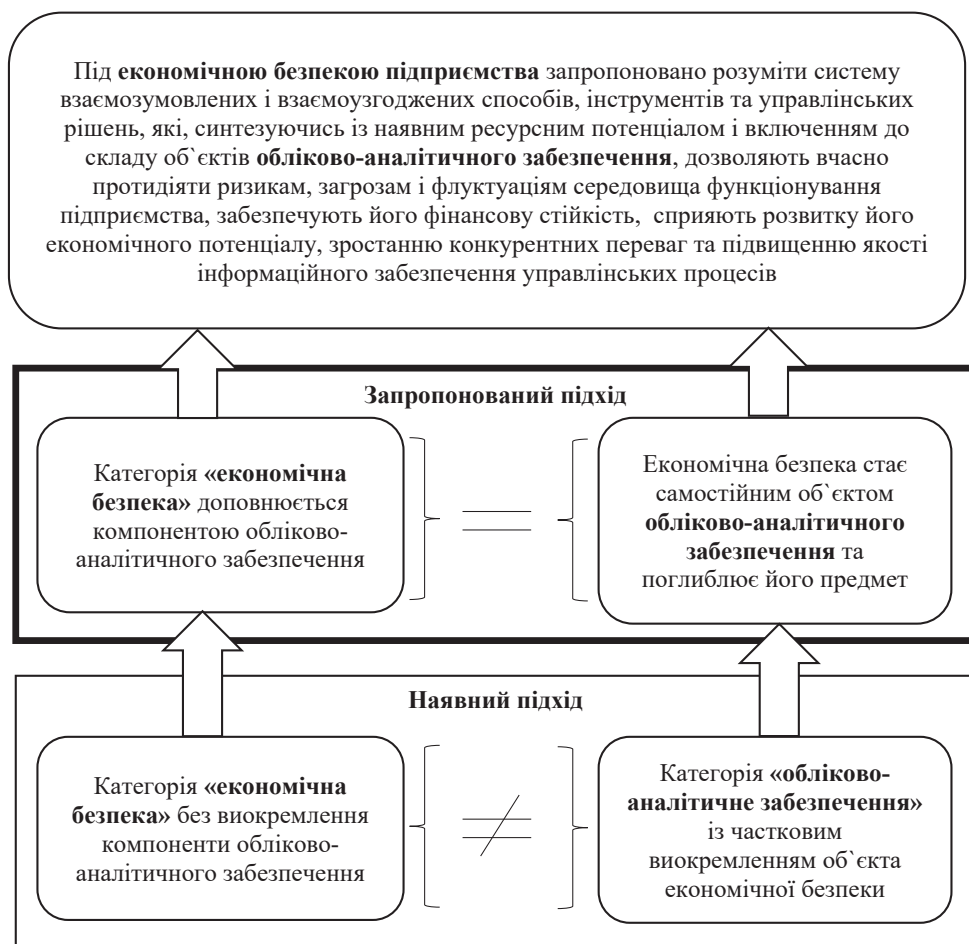 Під економічною безпекою підприємства запропоновано розуміти систему
взаємозумовлених і взаємоузгоджених способів, інструментів та управлінських
рішень, які, синтезуючись із наявним ресурсним потенціалом і включенням до
складу об`єктів обліково-аналітичного забезпечення, дозволяють вчасно
протидіяти ризикам, загрозам і флуктуаціям середовища функціонування
підприємства, забезпечують його фінансову стійкість, сприяють розвитку його
економічного потенціалу, зростанню конкурентних переваг та підвищенню якості
інформаційного забезпечення управлінських процесів
Запропонований підхід
Категорія «економічна
безпека» доповнюється
компонентою обліково-
аналітичного забезпечення
=
Економічна безпека стає
самостійним об`єктом
обліково-аналітичного
забезпечення та
поглиблює його предмет
Наявний підхід
Категорія «економічна
безпека» без виокремлення
компоненти обліково-
аналітичного забезпечення
≠
Категорія «обліково-
аналітичне забезпечення»
із частковим
виокремленням об`єкта
економічної безпеки